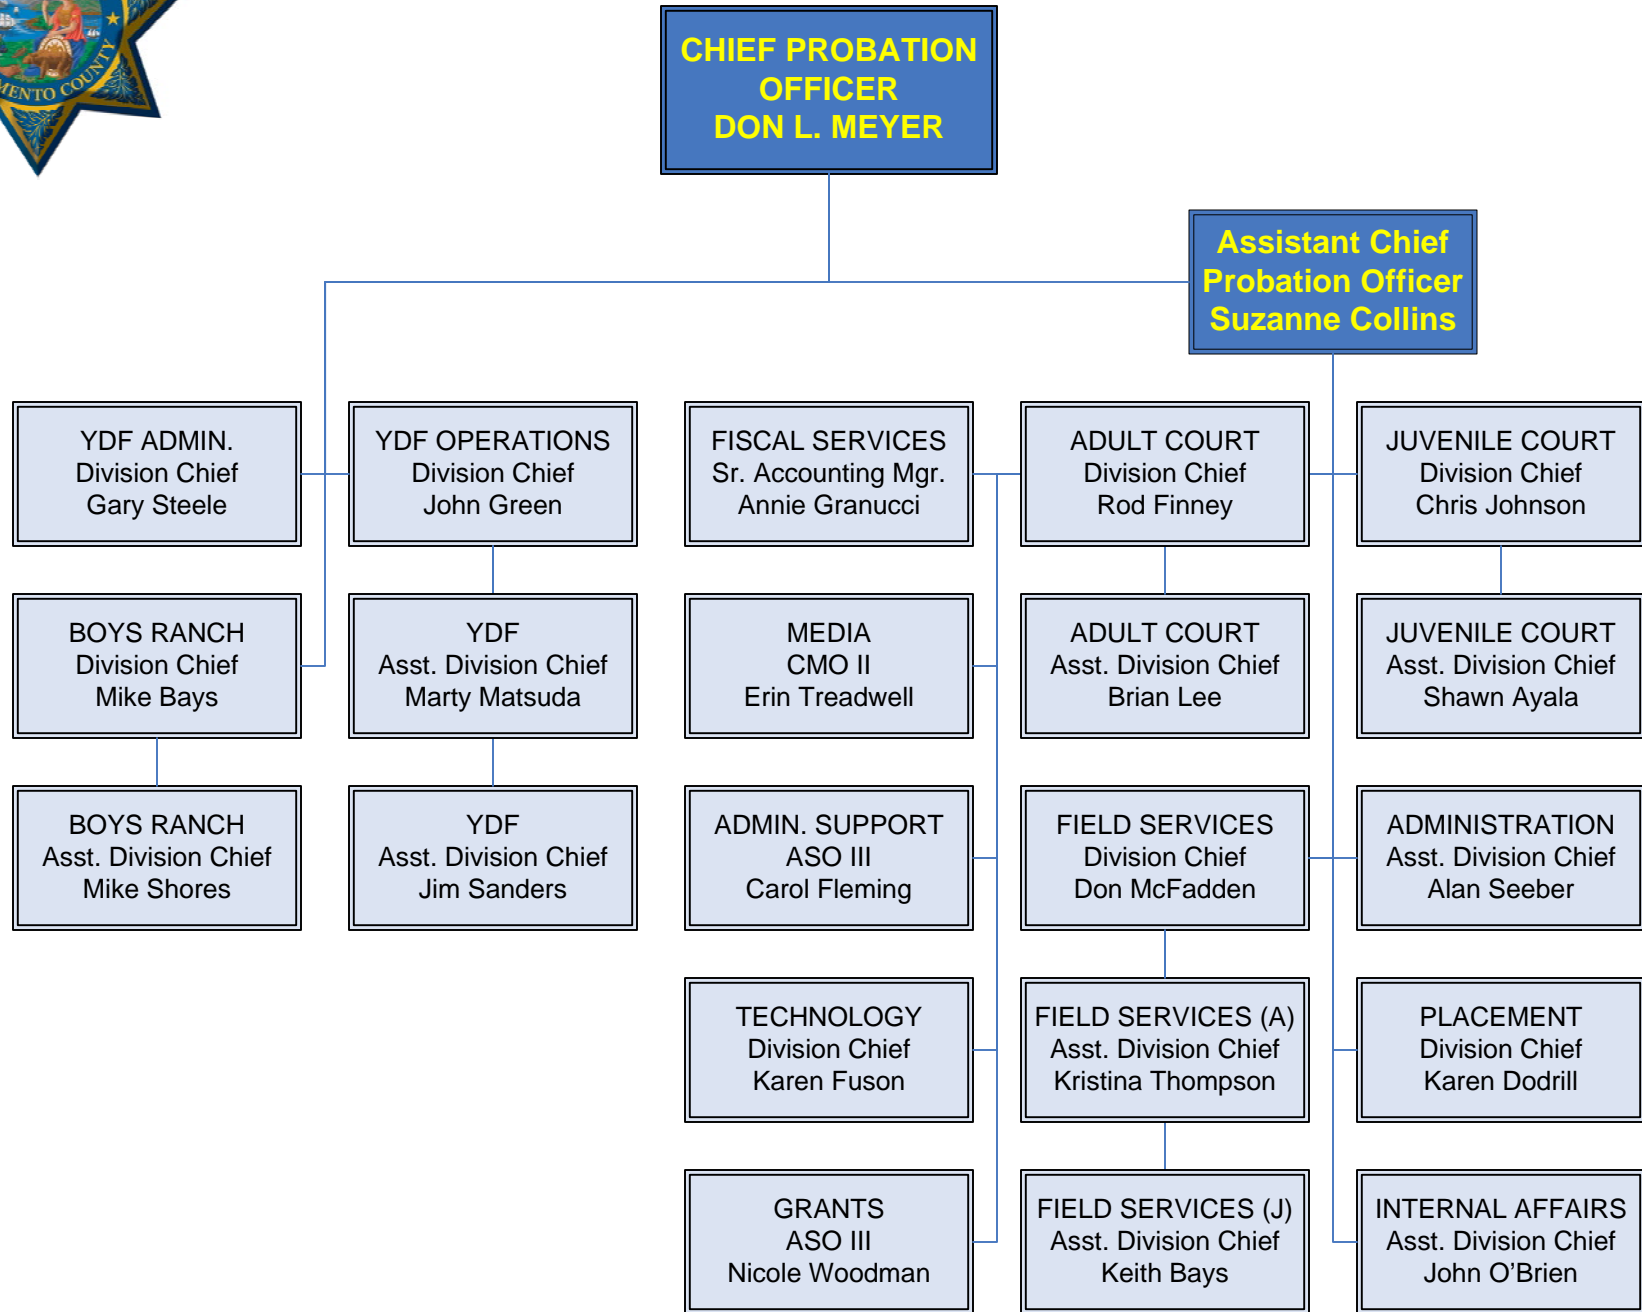 MENTO COUNTY
CHIEF PROBATION
OFFICER
DON L. MEYER
Assistant Chief
Probation Officer
Suzanne Collins
YDF ADMIN.
Division Chief
Gary Steele
YDF OPERATIONS
Division Chief
John Green
FISCAL SERVICES
Sr. Accounting Mgr.
Annie Granucci
ADULT COURT
Division Chief
Rod Finney
JUVENILE COURT
Division Chief
Chris Johnson
BOYS RANCH
Division Chief
Mike Bays
YDF
Asst. Division Chief
Marty Matsuda
MEDIA
CMO II
Erin Treadwell
ADULT COURT
Asst. Division Chief
Brian Lee
JUVENILE COURT
Asst. Division Chief
Shawn Ayala
BOYS RANCH
Asst. Division Chief
Mike Shores
YDF
Asst. Division Chief
Jim Sanders
ADMIN. SUPPORT
ASO III
Carol Fleming
FIELD SERVICES
Division Chief
Don McFadden
ADMINISTRATION
Asst. Division Chief
Alan Seeber
TECHNOLOGY
Division Chief
Karen Fuson
FIELD SERVICES (A)
Asst. Division Chief
Kristina Thompson
PLACEMENT
Division Chief
Karen Dodrill
GRANTS
ASO III
Nicole Woodman
FIELD SERVICES (J)
Asst. Division Chief
Keith Bays
INTERNAL AFFAIRS
Asst. Division Chief
John O’Brien